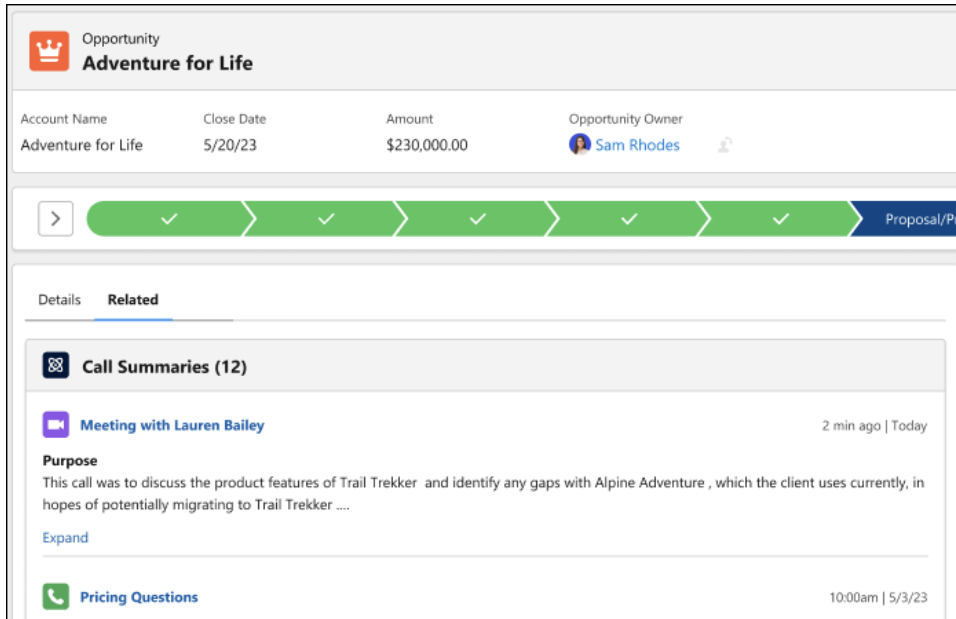 Opportunity
Adventure for Life
Account Name
Close Date
Amount
Opportunity Owner
Adventure for Life
5/20/23
$230,000.00
Sam Rhodes
Proposal/Pr
Details
Related
Call Summaries (12)
Meeting with Lauren Bailey
2 min ago | Today
Purpose
This call was to discuss the product features of Trail Trekker and identify any gaps with Alpine Adventure , which the client uses currently, in
hopes of potentially migrating to Trail Trekker ....
Expand
Pricing Questions
10:00am | 5/3/23